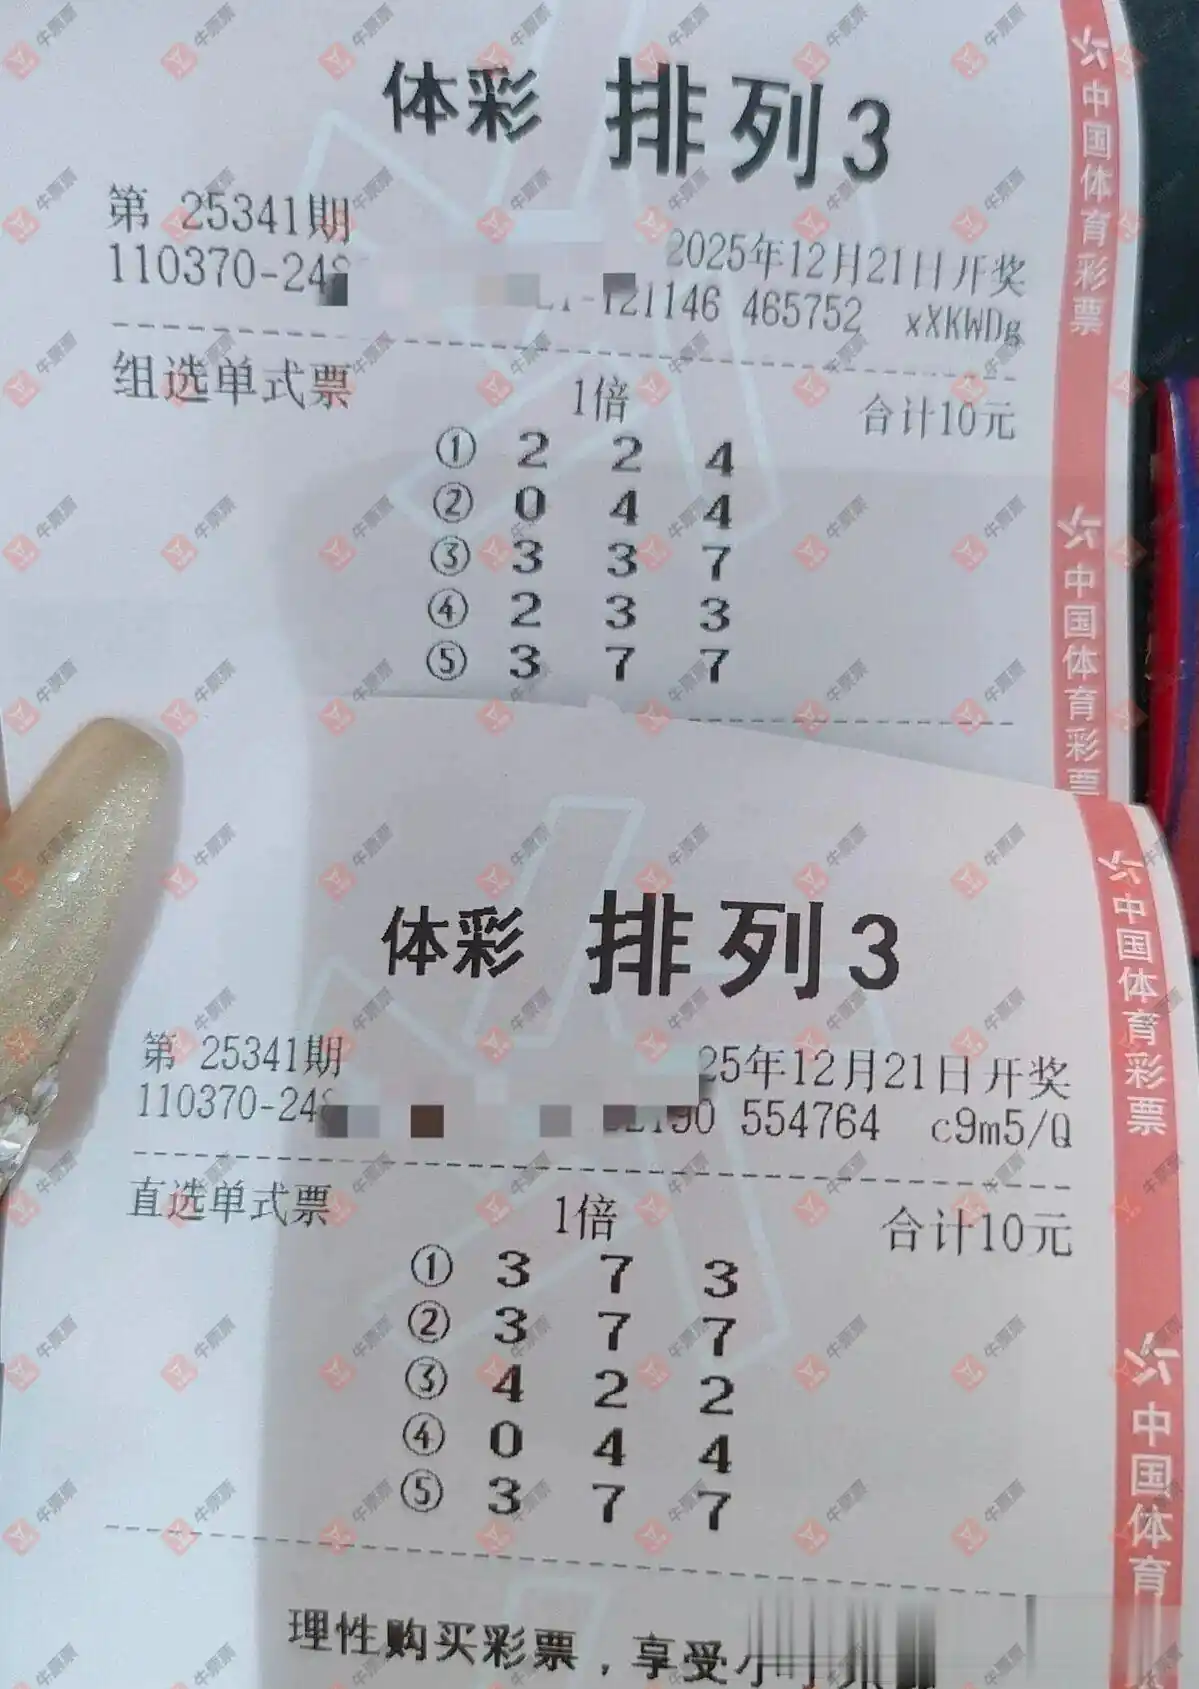 体彩 排列3
第 25341期
2025年12月21日开奖
110370-248 121146 465752 xXKWDg
组选单式票 1倍 合计10元
① 2 2 4
② 0 4 4
③ 3 3 7
④ 2 3 3
⑤ 3 7 7
中国体育彩票
中国体育彩票
体彩 排列3
第 25341期
25年12月21日开奖
110370-248 190 554764 c9m5/Q
直选单式票 1倍 合计10元
① 3 7 3
② 3 7 7
③ 4 2 2
④ 0 4 4
⑤ 3 7 7
理性购买彩票，享受
中国体育彩票
中国体育
牛票票